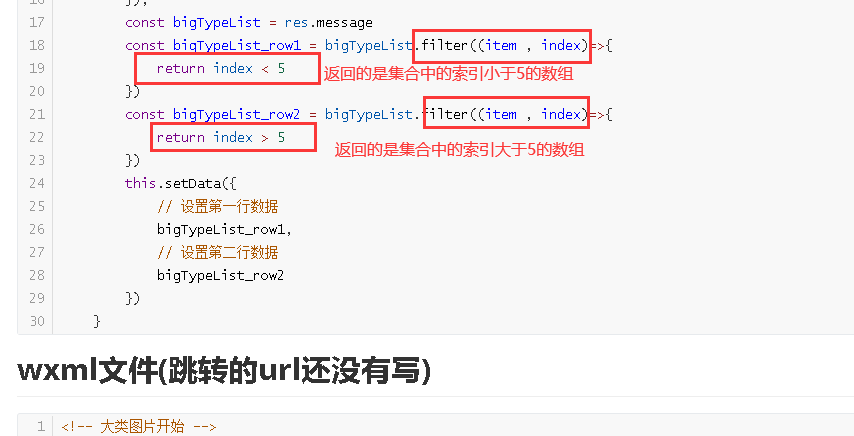 17 const bigTypeList = res.message
18 const bigTypeList_row1 = bigTypeList.filter((item , index)=>{
19 return index < 5 返回的是集合中的索引小于5的数组
20 })
21 const bigTypeList_row2 = bigTypeList.filter((item , index)=>{
22 return index > 5 返回的是集合中的索引大于5的数组
23 })
24 this.setData({
25 // 设置第一行数据
26 bigTypeList_row1,
27 // 设置第二行数据
28 bigTypeList_row2
29 })
30 }
wxml文件(跳转的url还没有写)
1 <!-- 大类图片开始 -->